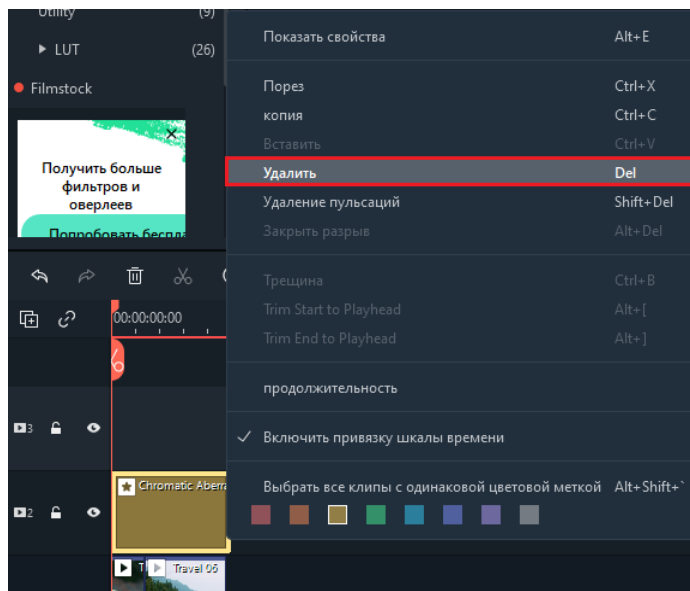 Utility (9)
LUT (26)
Filmstock
Получить больше
фильтров и
оверлеев
Попробовать беспла
00:00:00:00
3
2
Chromatic Aberra
T Travel 06
Показать свойства Alt+E
Порез Ctrl+X
копия Ctrl+C
Вставить Ctrl+V
Удалить Del
Удаление пульсаций Shift+Del
Закрыть разрыв Alt+Del
Трещина Ctrl+B
Trim Start to Playhead Alt+[
Trim End to Playhead Alt+]
продолжительность
Включить привязку шкалы времени
Выбрать все клипы с одинаковой цветовой меткой Alt+Shift+`